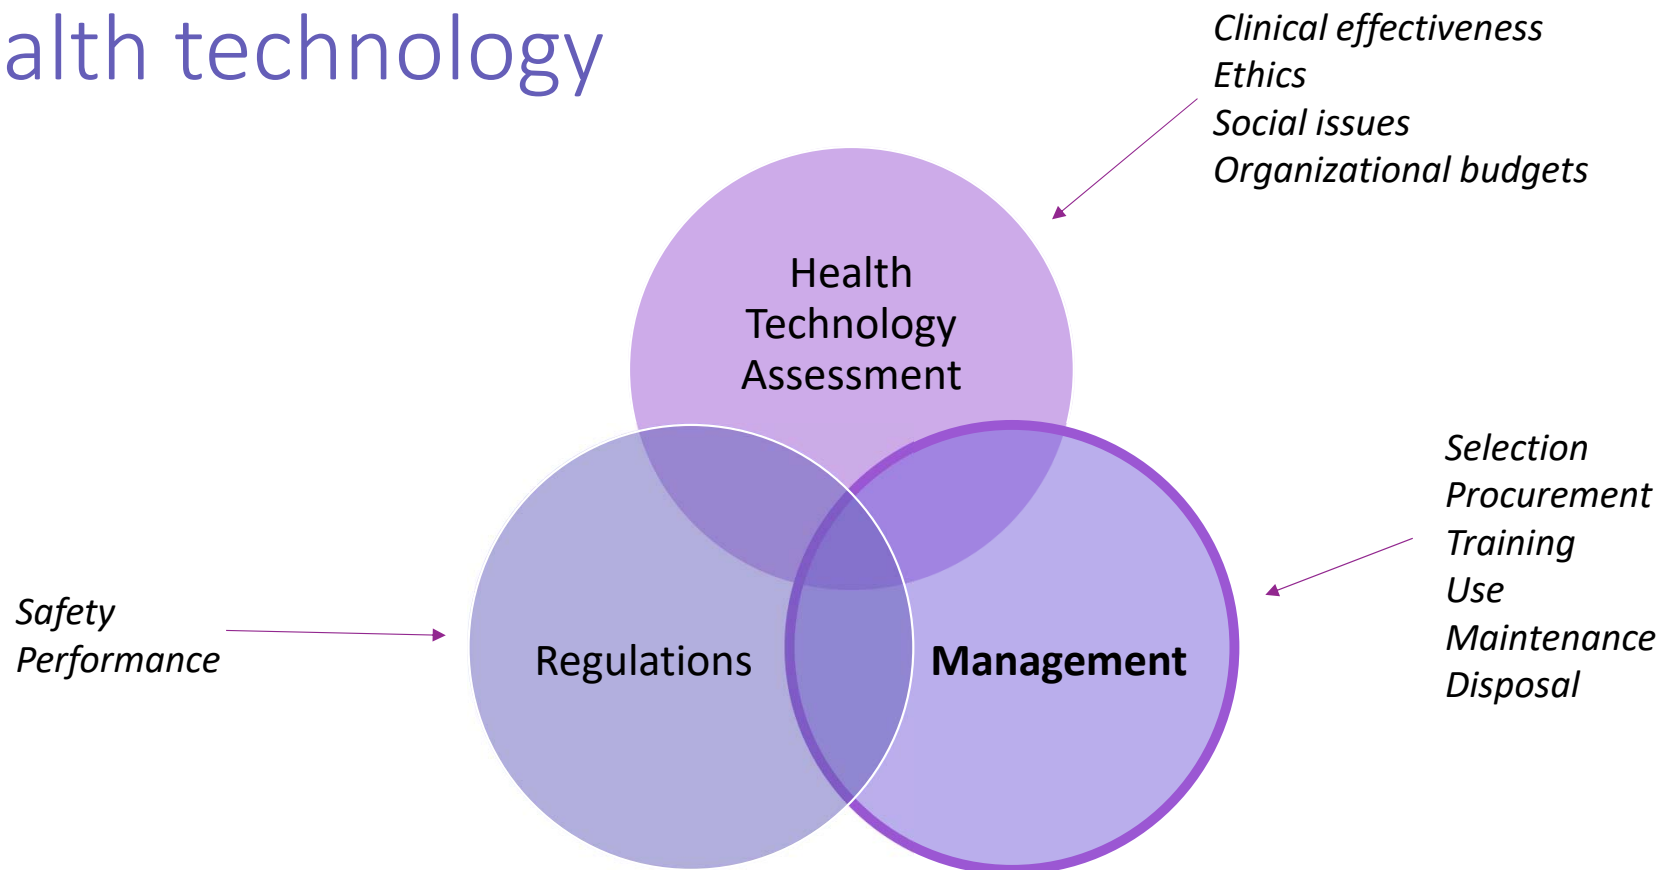 alth technology
Clinical effectiveness
Ethics
Social issues
Organizational budgets
Health
Technology
Assessment
Selection
Procurement
Training
Use
Maintenance
Disposal
Safety
Performance
Regulations
Management